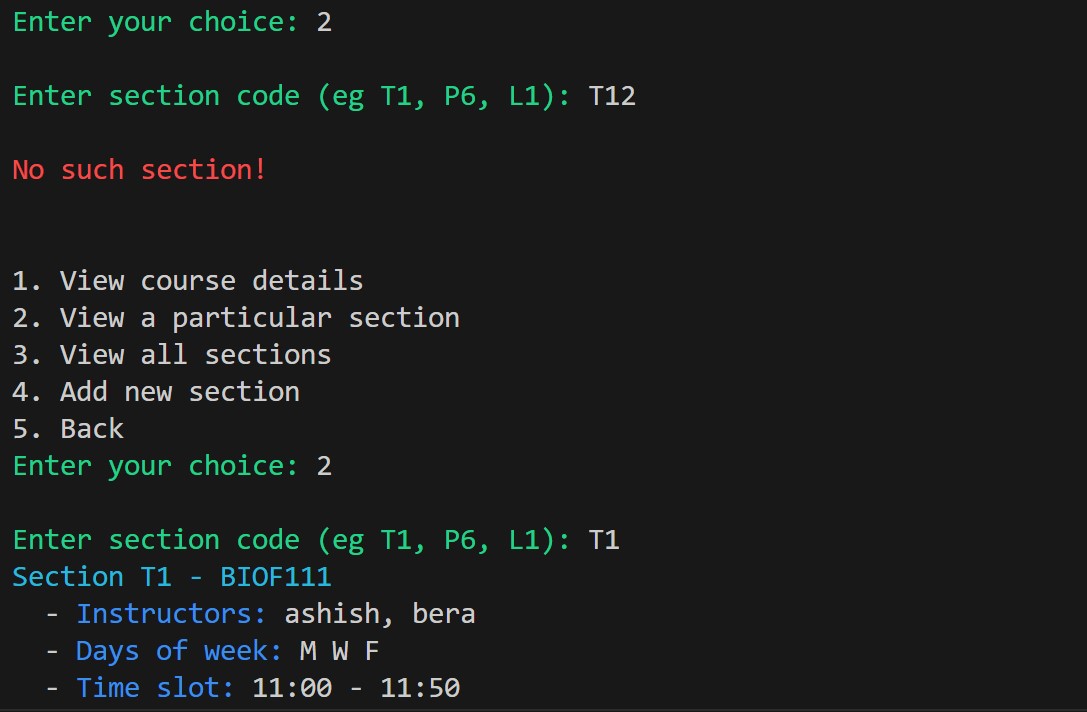 Enter your choice: 2
Enter section code (eg T1, P6, L1): T12
No such section!
1. View course details
2. View a particular section
3. View all sections
4. Add new section
5. Back
Enter your choice: 2
Enter section code (eg T1, P6, L1): T1
Section T1 - BIOF111
- Instructors: ashish, bera
- Days of week: M W F
- Time slot: 11:00 - 11:50